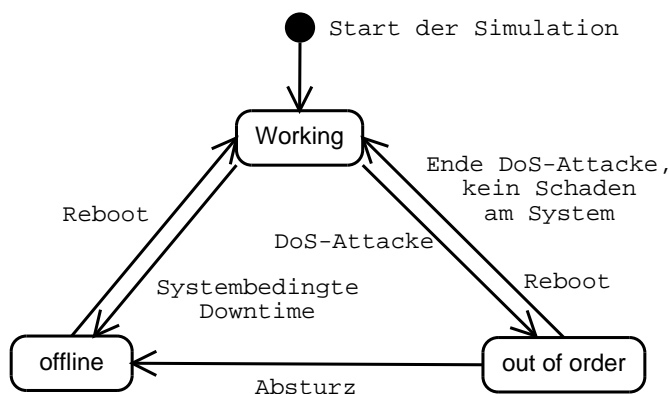 Start der Simulation
Working
Ende DoS-Attacke,
kein Schaden
am System
Reboot
DoS-Attacke
Reboot
Systembedingte
Downtime
offline
out of order
Absturz